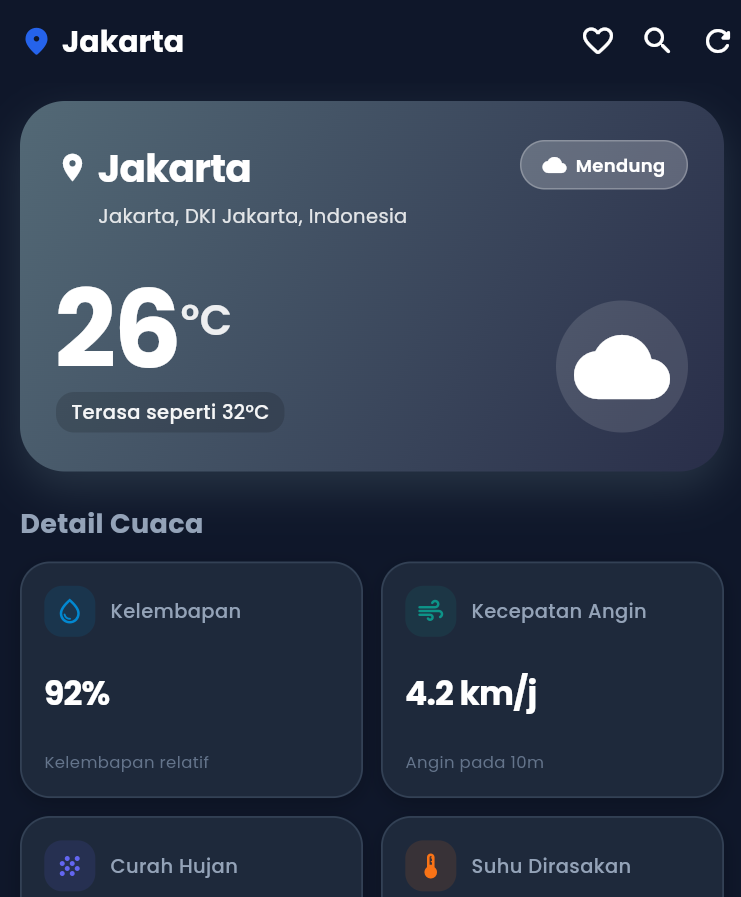 Jakarta
Jakarta
Mendung
Jakarta, DKI Jakarta, Indonesia
26°C
Terasa seperti 32°C
Detail Cuaca
Kelembapan
92%
Kelembapan relatif
Kecepatan Angin
4.2 km/j
Angin pada 10m
Curah Hujan
Suhu Dirasakan